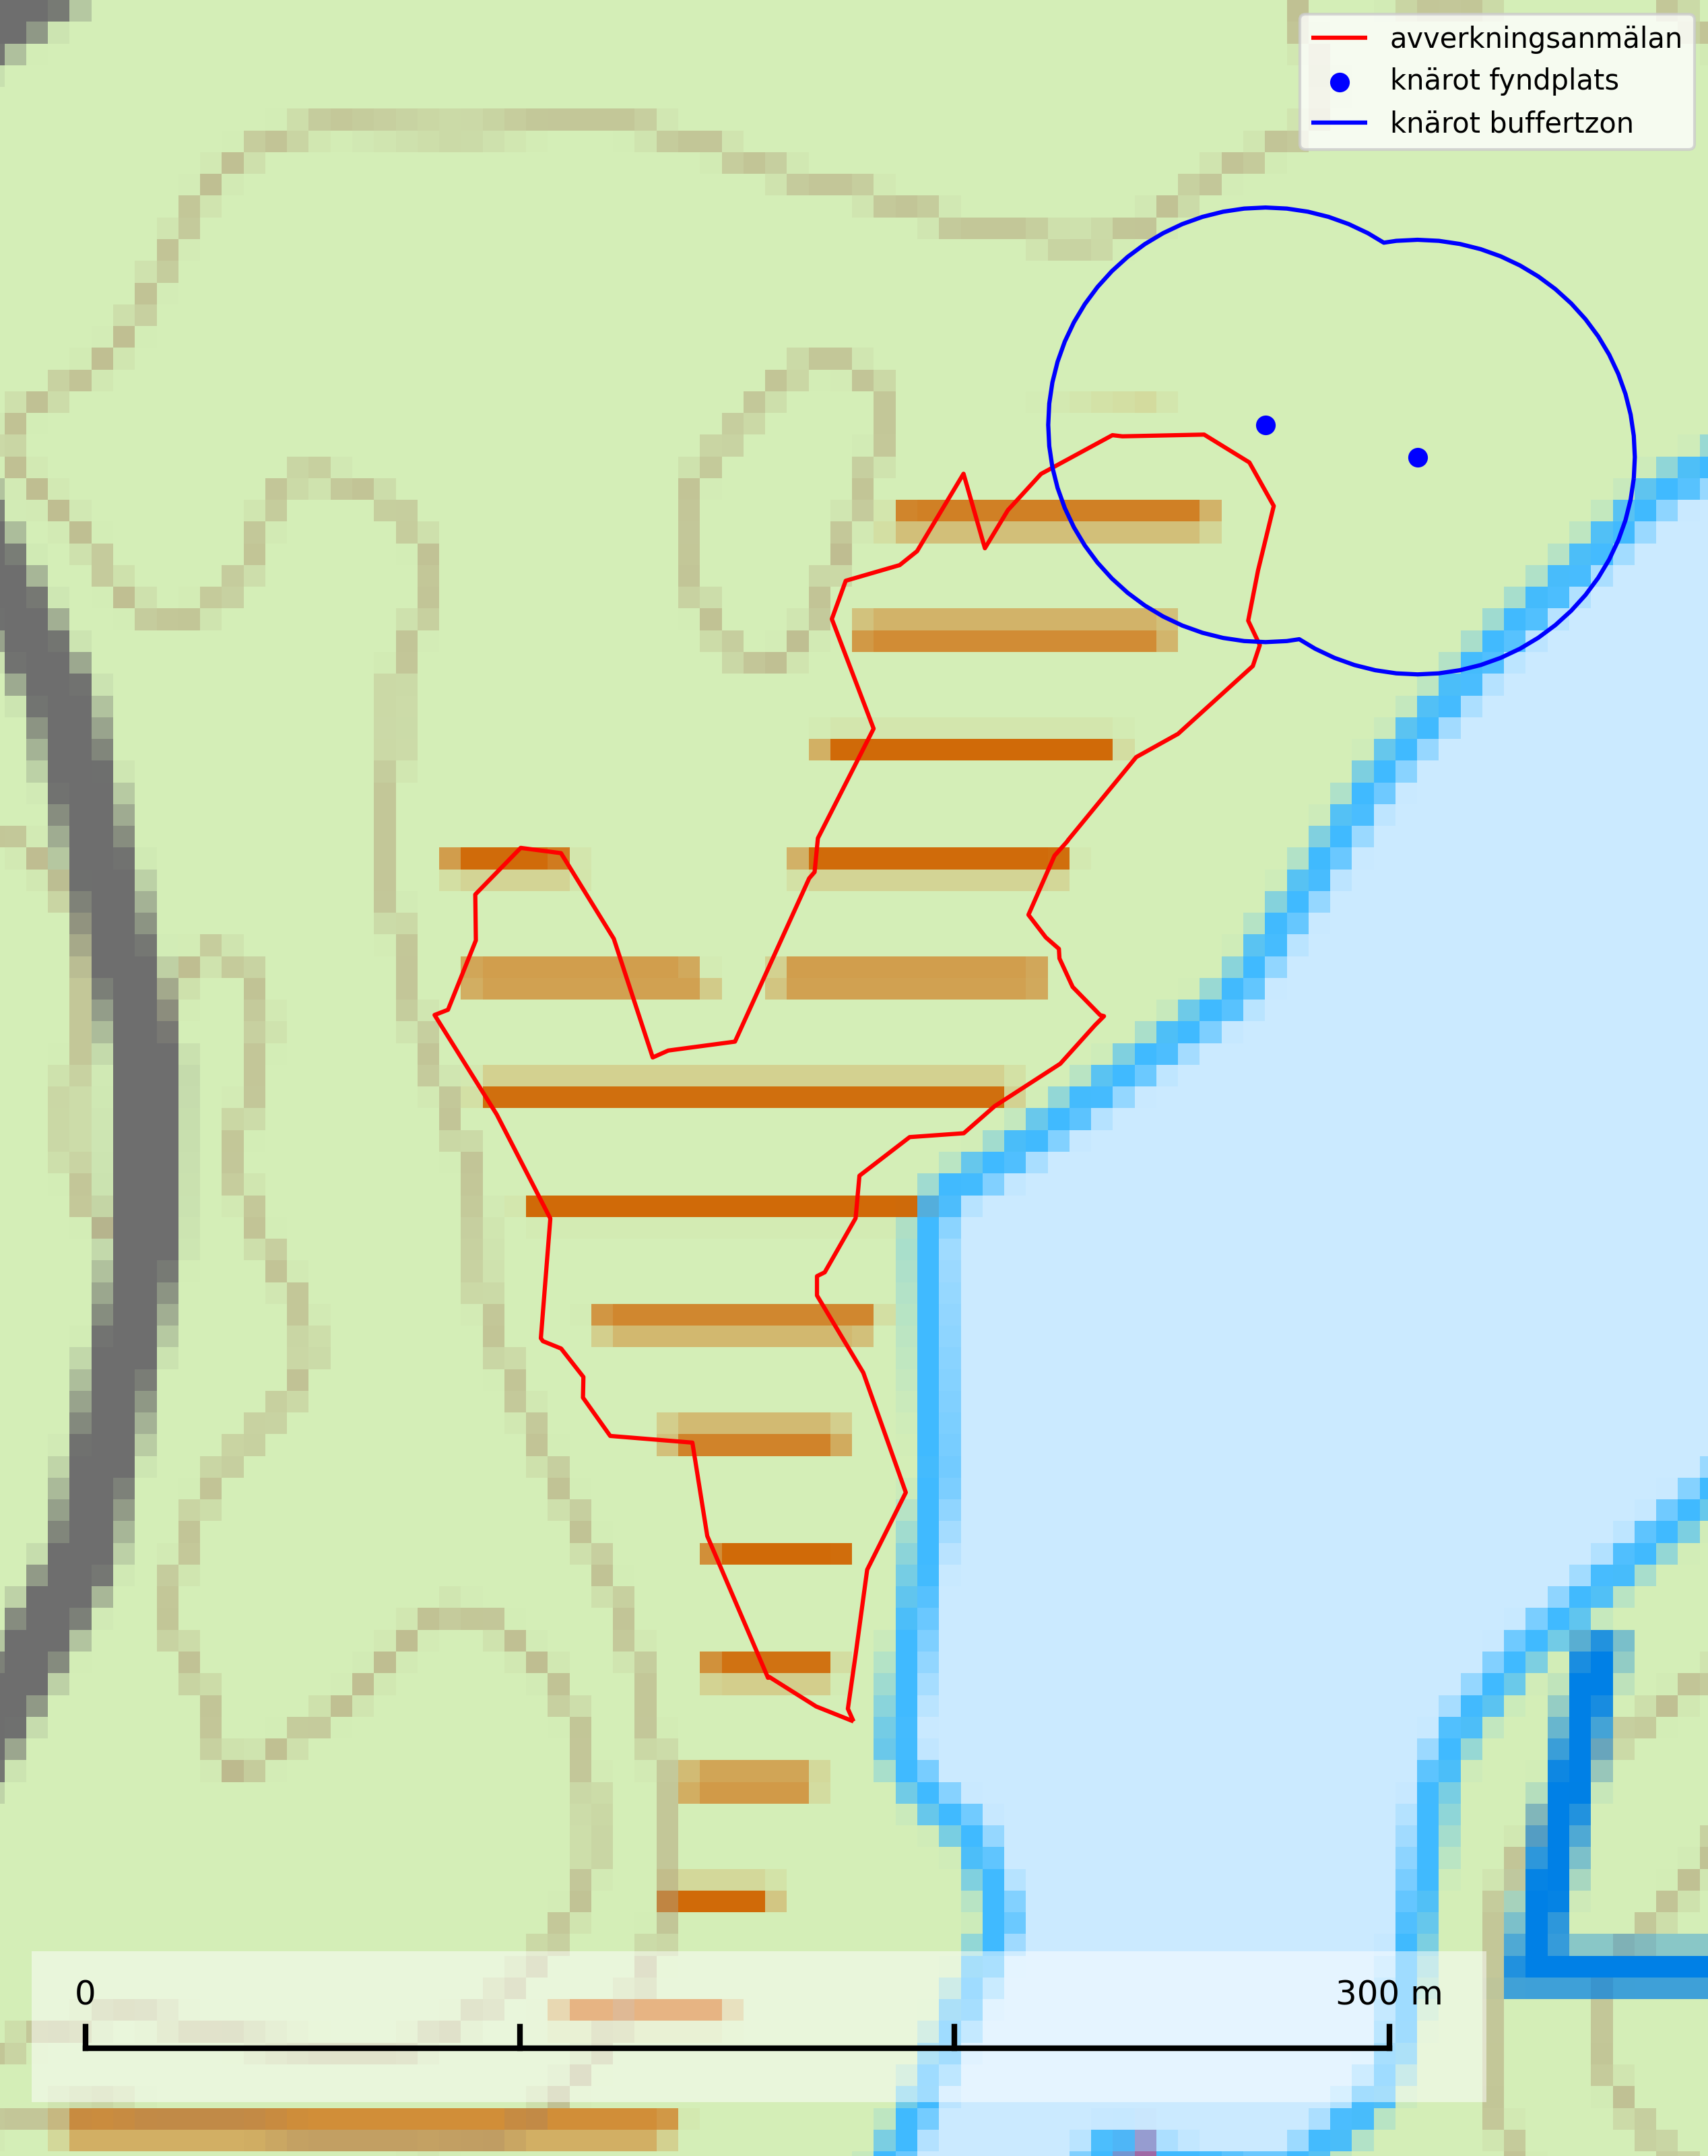 avverkningsanmälan
knärot fyndplats
knärot buffertzon
0
300 m